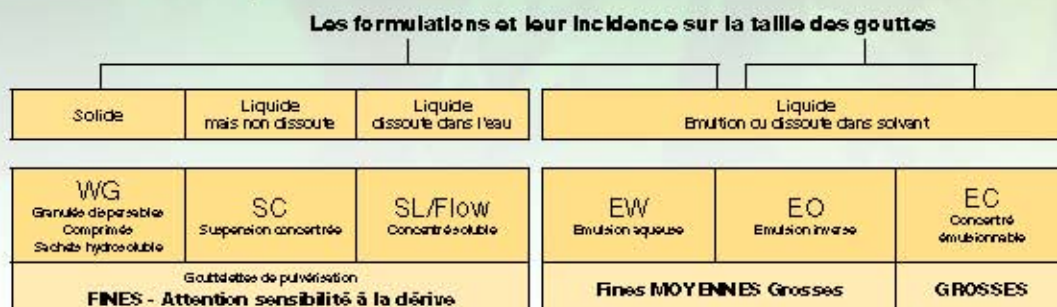 Les formulations et leur incidence sur la taille des gouttes
Solide
Liquide
mais non dissoute
Liquide
dissoute dans l'eau
Liquide
Emultion ou dissoute dans solvant
WG
Granulés dispersables
Comprimés
Sachets hydrosoluble
SC
Suspension concentrée
SL/Flow
Concentré soluble
EW
Emulsion aqueuse
EO
Emulsion inverse
EC
Concentré
émulsionnable
Gouttelettes de pulvérisation
FINES - Attention sensibilité à la dérive
Fines MOYENNES Grosses
GROSSES